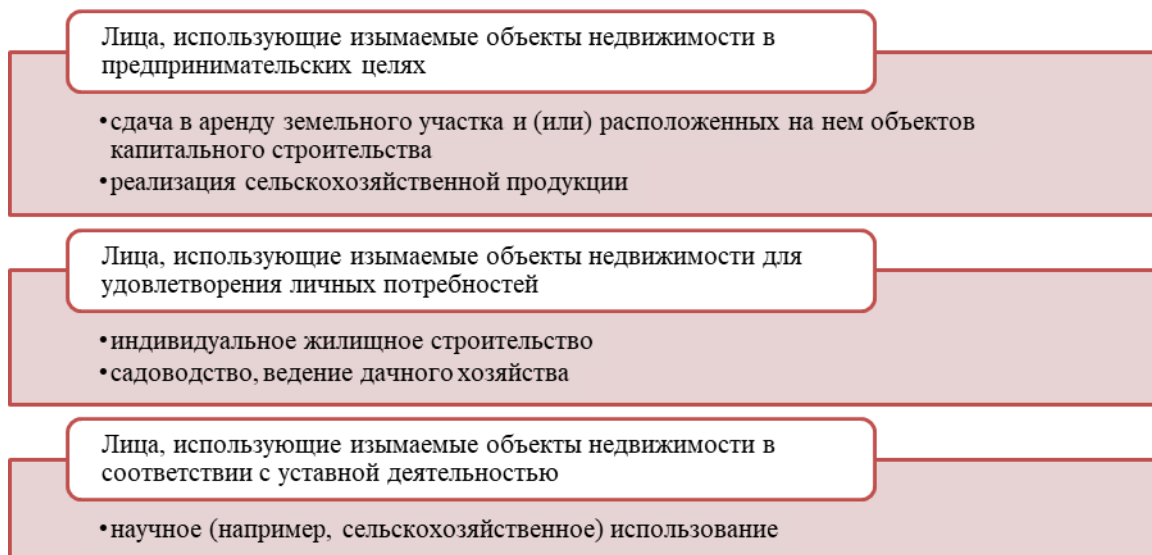 Лица, использующие изымаемые объекты недвижимости в
предпринимательских целях
•сдача в аренду земельного участка и (или) расположенных на нем объектов
капитального строительства
•реализация сельскохозяйственной продукции
Лица, использующие изымаемые объекты недвижимости для
удовлетворения личных потребностей
•индивидуальное жилищное строительство
•садоводство, ведение дачного хозяйства
Лица, использующие изымаемые объекты недвижимости в
соответствии с уставной деятельностью
•научное (например, сельскохозяйственное) использование